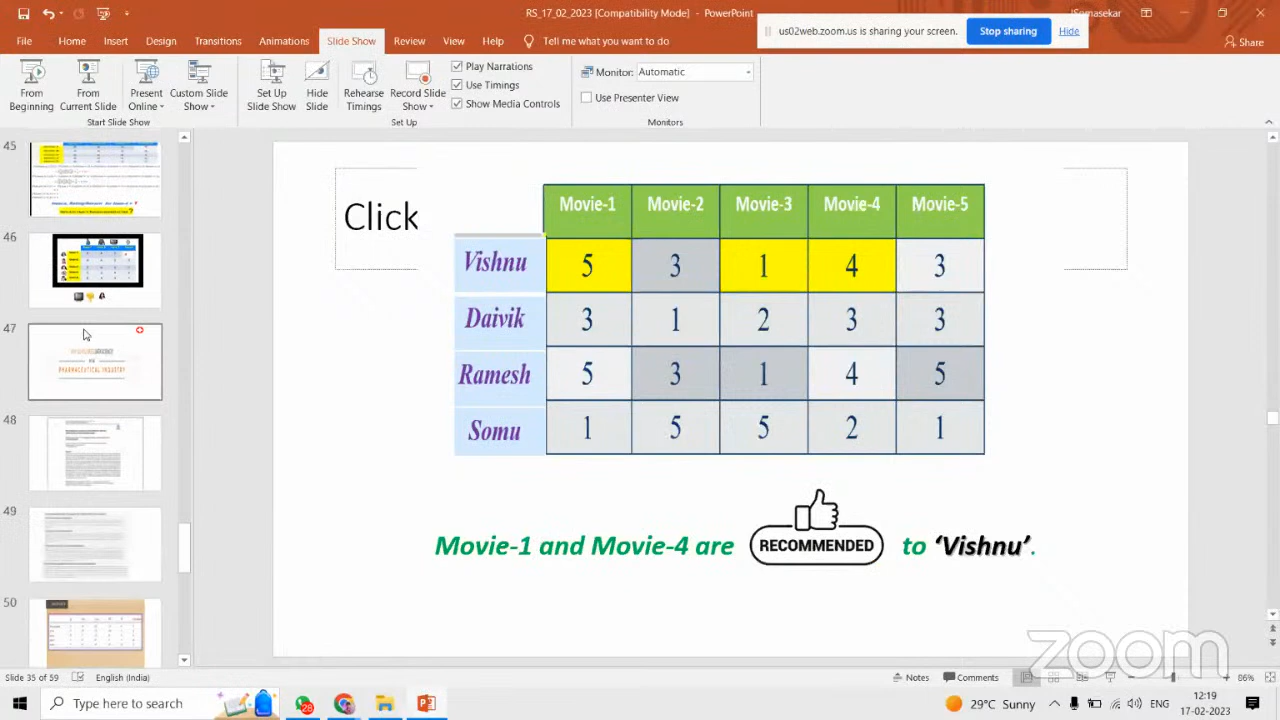 RS_17_02_2023 [Compatibility Mode] - PowerPoint
JSomasekar
us02web.zoom.us is sharing your screen. Stop sharing Hide
File Home Insert Design Transitions Animations Slide Show Review View Help Tell me what you want to do
Share
From Beginning
From Current Slide
Present Online
Custom Slide Show
Set Up Slide Show
Hide Slide
Rehearse Timings
Record Slide Show
Play Narrations
Use Timings
Show Media Controls
Monitor: Automatic
Use Presenter View
Start Slide Show Set Up Monitors
45
46
47
PHARMACEUTICAL INDUSTRY
48
49
50
Click
Movie-1 Movie-2 Movie-3 Movie-4 Movie-5
Vishnu 5 3 1 4 3
Daivik 3 1 2 3 3
Ramesh 5 3 1 4 5
Somu 1 5 5 2 1
Movie-1 and Movie-4 are RECOMMENDED to ‘Vishnu’.
zoom
Slide 35 of 59 English (India) Notes Comments 86%
Type here to search
28
29°C Sunny
12:19
17-02-2023